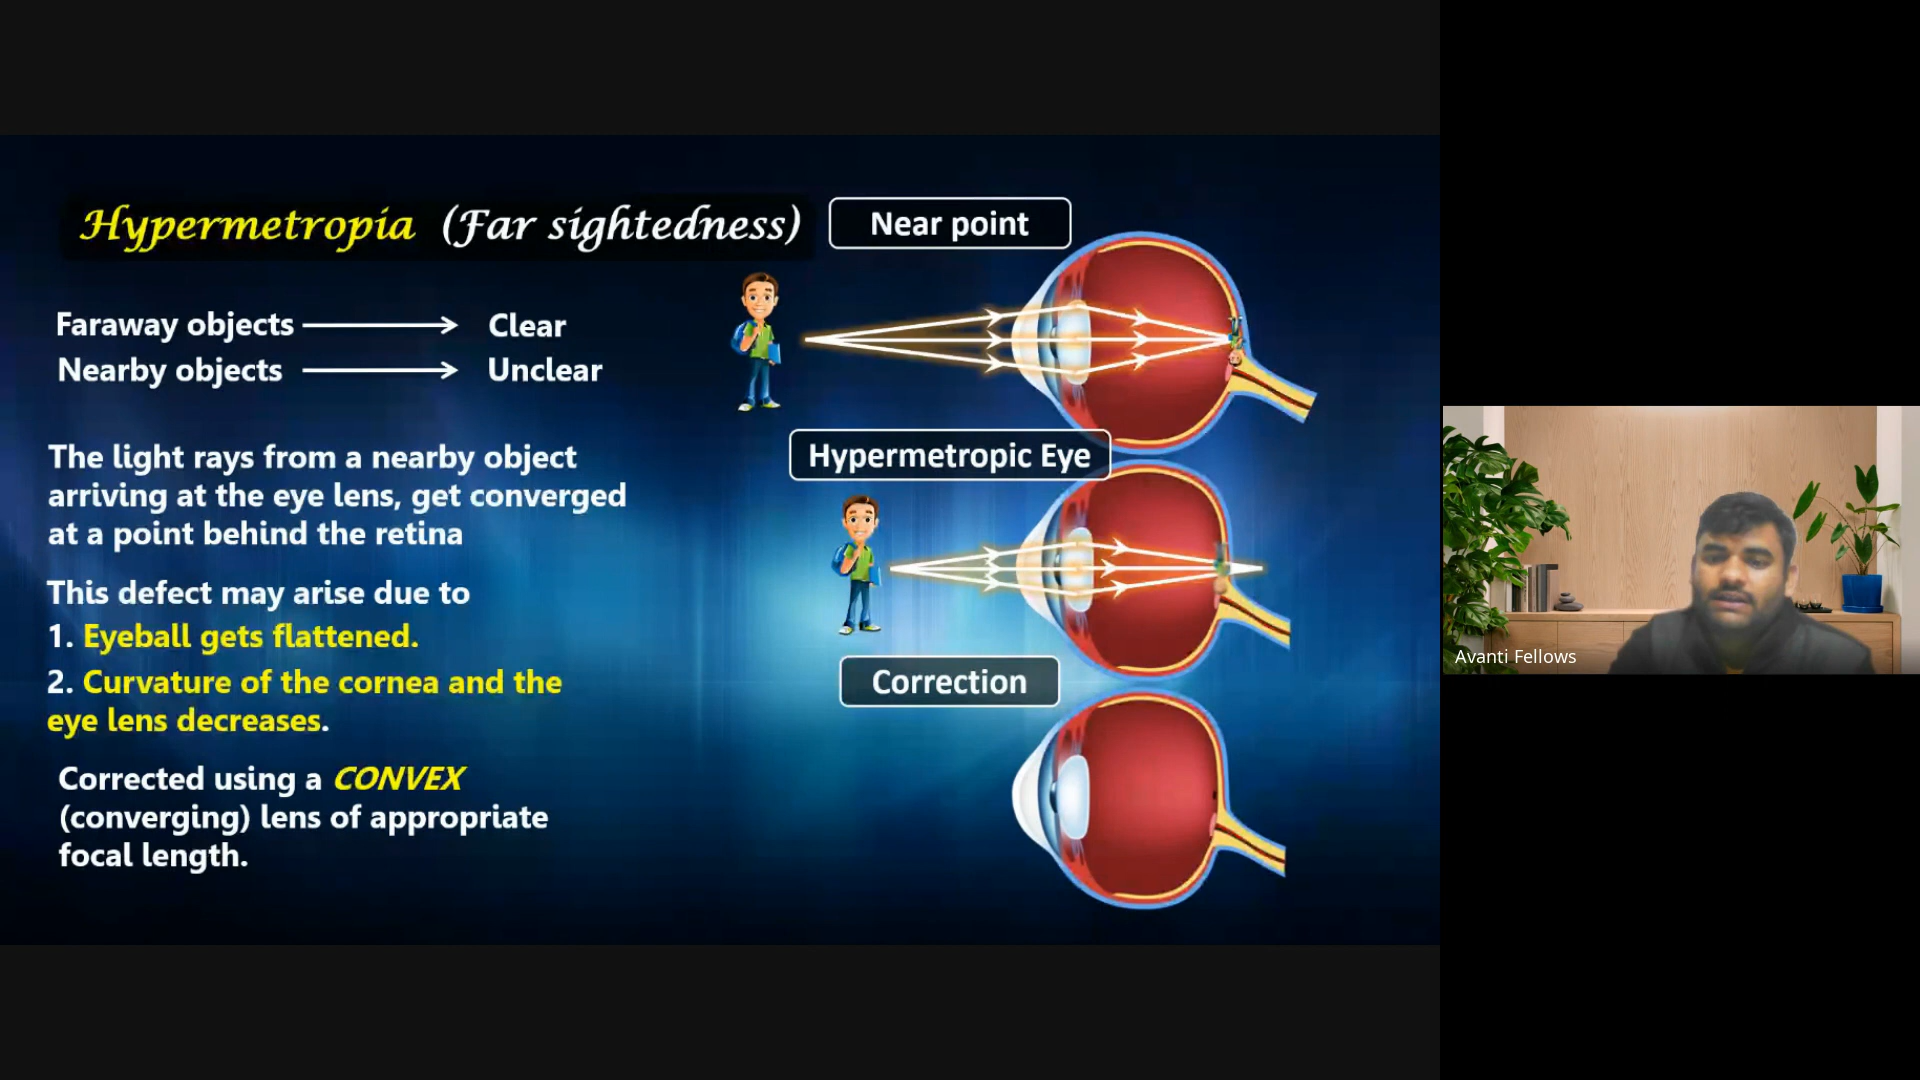 Hypermetropia (Far sightedness)
Near point
Faraway objects → Clear
Nearby objects → Unclear
The light rays from a nearby object
arriving at the eye lens, get converged
at a point behind the retina
Hypermetropic Eye
This defect may arise due to
1. Eyeball gets flattened.
2. Curvature of the cornea and the
eye lens decreases.
Correction
Corrected using a CONVEX
(converging) lens of appropriate
focal length.
Avanti Fellows